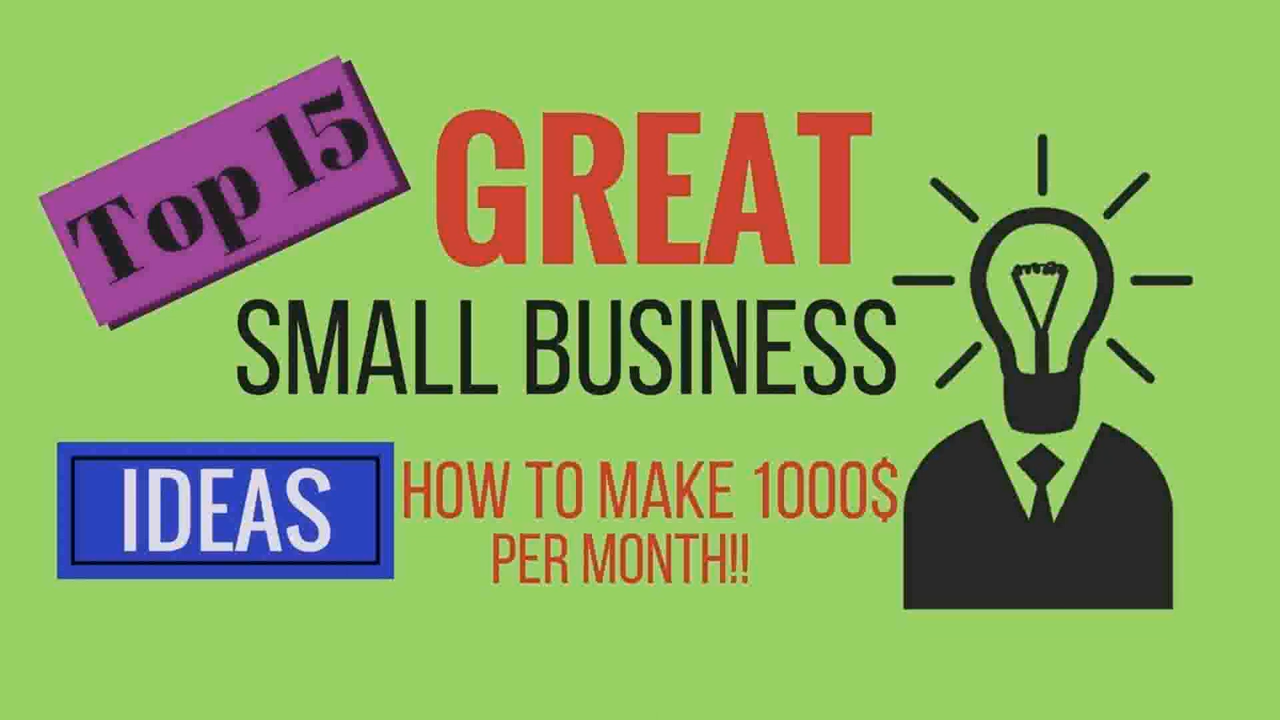 Top 15
GREAT
SMALL BUSINESS
IDEAS
HOW TO MAKE 1000$
PER MONTH!!